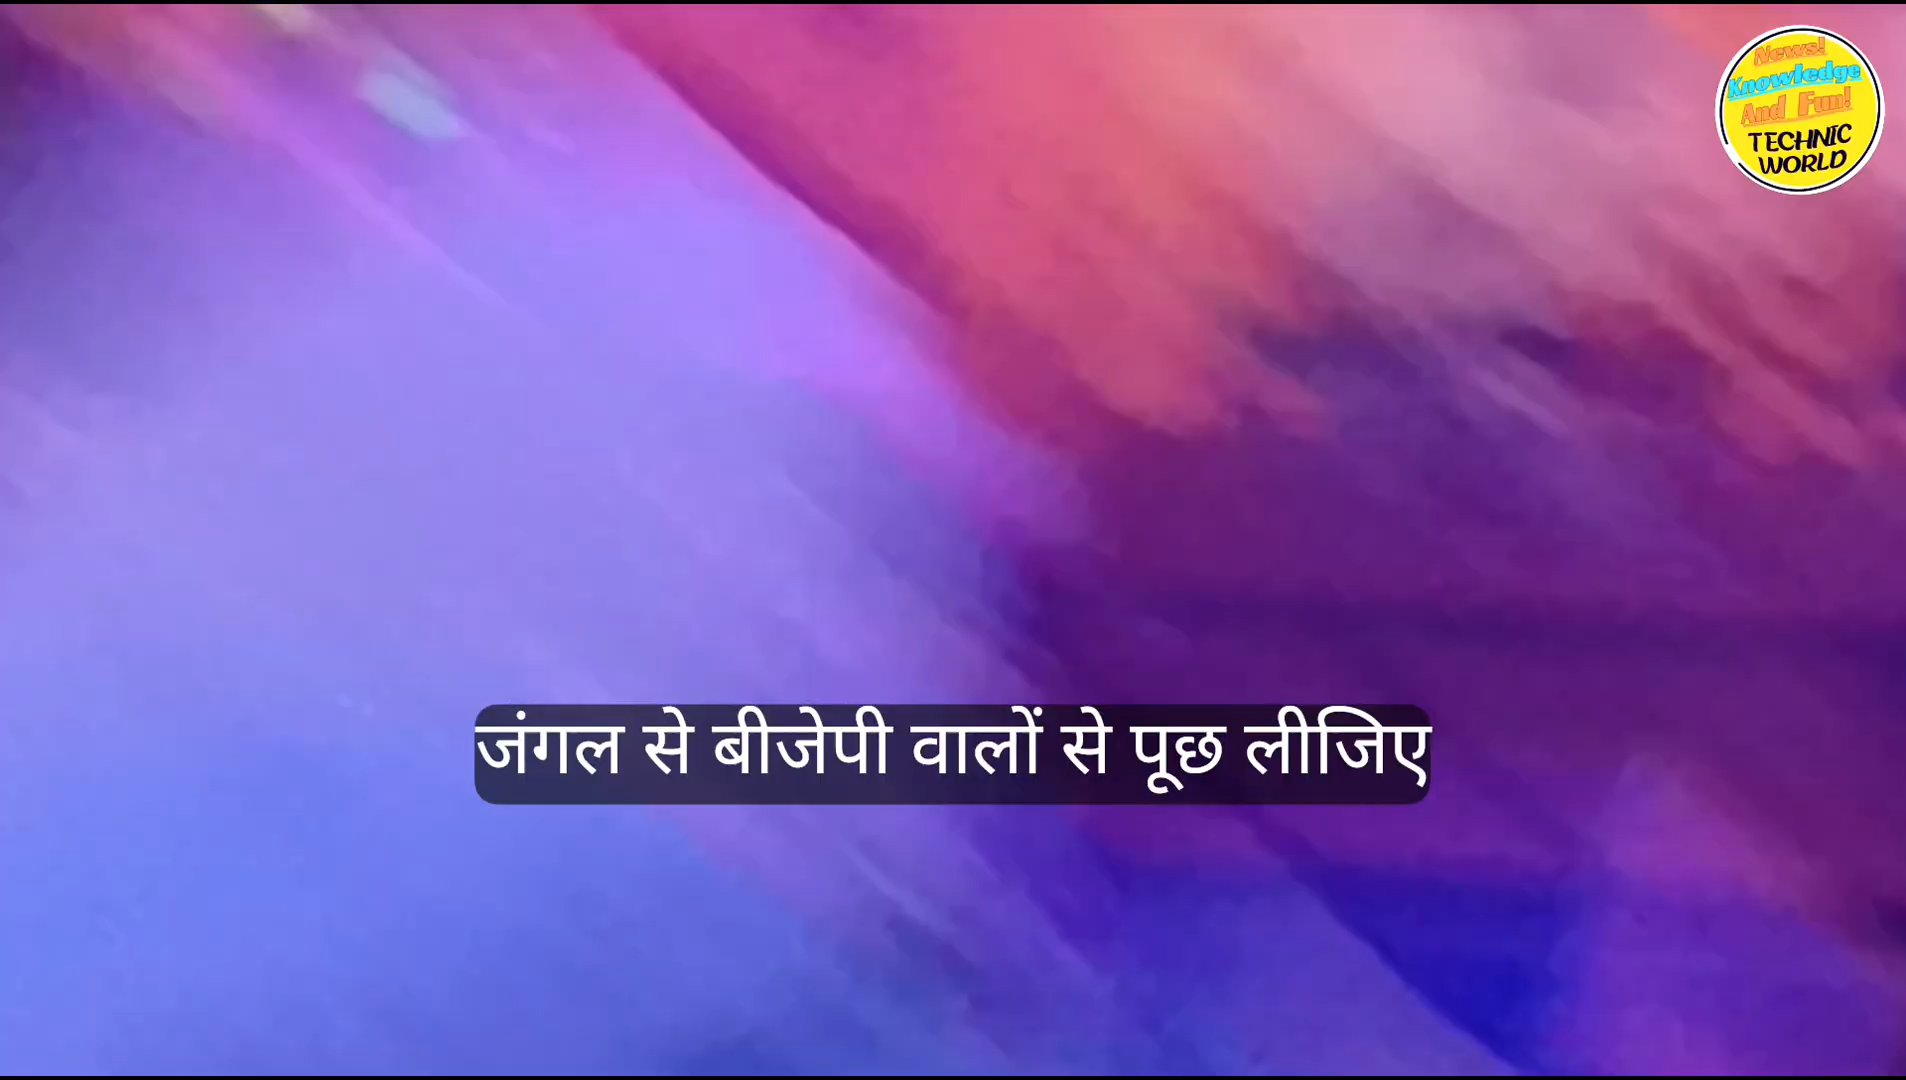 News!
Knowledge
And Fun!
TECHNIC
WORLD
जंगल से बीजेपी वालों से पूछ लीजिए